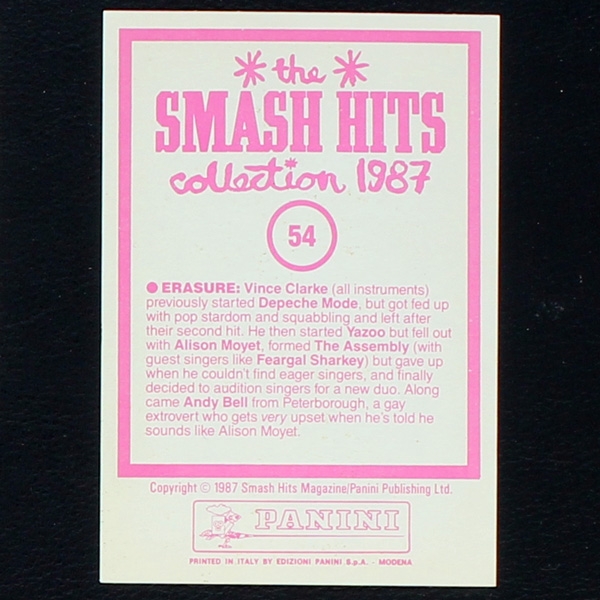 the
SMASH HITS
collection 1987
54
● ERASURE: Vince Clarke (all instruments)
previously started Depeche Mode, but got fed up
with pop stardom and squabbling and left after
their second hit. He then started Yazoo but fell out
with Alison Moyet, formed The Assembly (with
guest singers like Feargal Sharkey) but gave up
when he couldn't find eager singers, and finally
decided to audition singers for a new duo. Along
came Andy Bell from Peterborough, a gay
extrovert who gets very upset when he's told he
sounds like Alison Moyet.
Copyright © 1987 Smash Hits Magazine/Panini Publishing Ltd.
PANINI
PRINTED IN ITALY BY EDIZIONI PANINI S.p.A. - MODENA